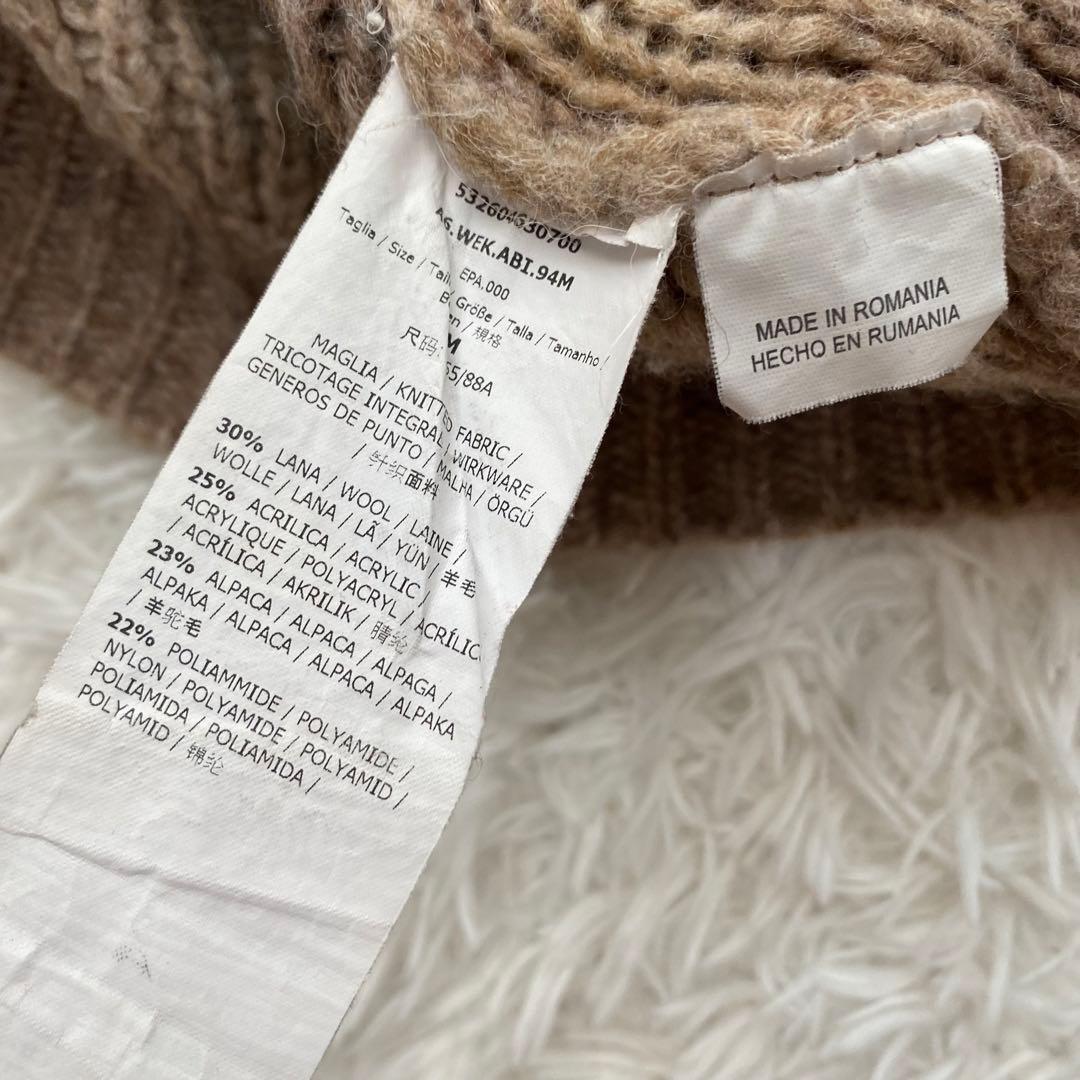 532604630700
A6.WEK.ABI.94M
EPA.000
Taglia / Size / Größe / Talla / Tamanho /
/ 規格
尺码: M
/88A
MAGLIA / KNITTED FABRIC /
TRICOTAGE INTEGRAL / WIRKWARE /
GENEROS DE PUNTO / MALHA / ÖRGÜ
/ 针织面料
30% LANA / WOOL / LAINE /
WOLLE / LANA / LÃ / YÜN / 羊毛
25% ACRILICA / ACRYLIC /
ACRYLIQUE / POLYACRYL / ACRÍLIC
/ ACRÍLICA / AKRILIK / 腈纶
23% ALPACA / ALPACA / ALPAGA /
ALPAKA / ALPACA / ALPACA / ALPAKA
/ 羊驼毛
22% POLIAMMIDE / POLYAMIDE /
NYLON / POLYAMIDE / POLYAMID /
POLIAMIDA / POLIAMIDA /
POLYAMID / 锦纶
MADE IN ROMANIA
HECHO EN RUMANIA